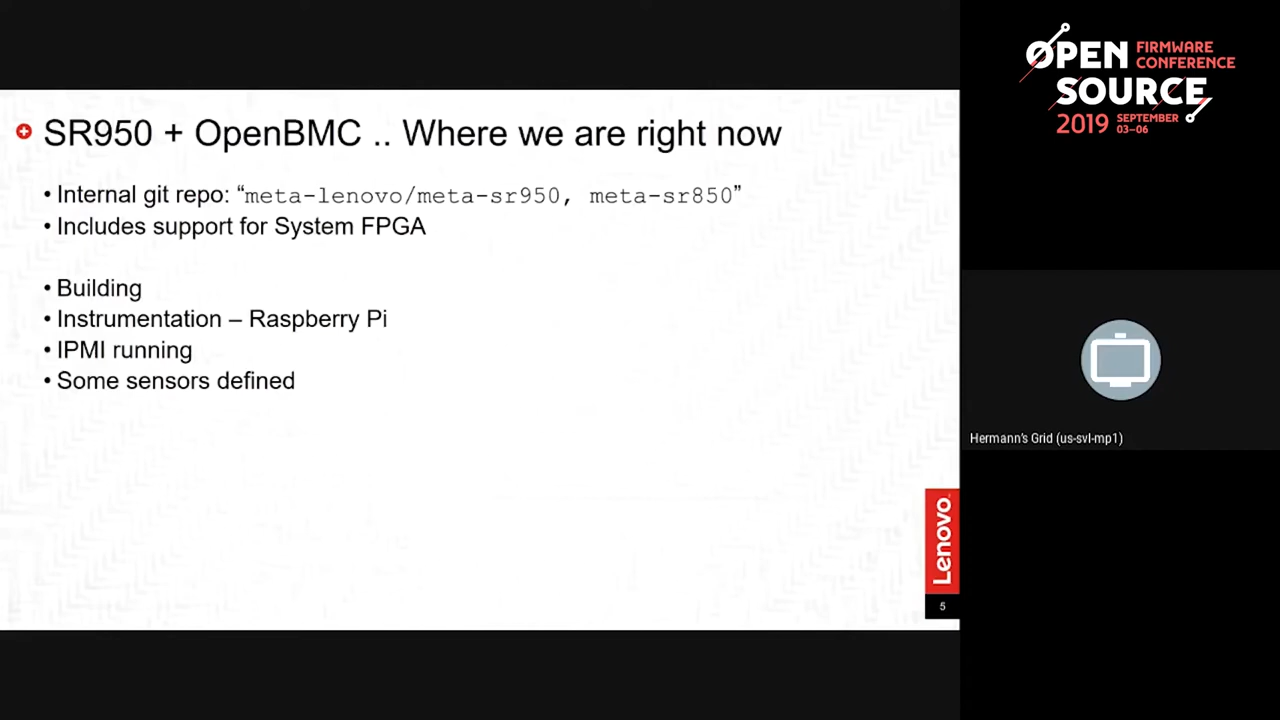 SR950 + OpenBMC .. Where we are right now
• Internal git repo: “meta-lenovo/meta-sr950, meta-sr850”
• Includes support for System FPGA
• Building
• Instrumentation – Raspberry Pi
• IPMI running
• Some sensors defined
Lenovo
5
OPEN FIRMWARE
CONFERENCE
SOURCE
2019 SEPTEMBER
03–06
Hermann's Grid (us-svl-mp1)